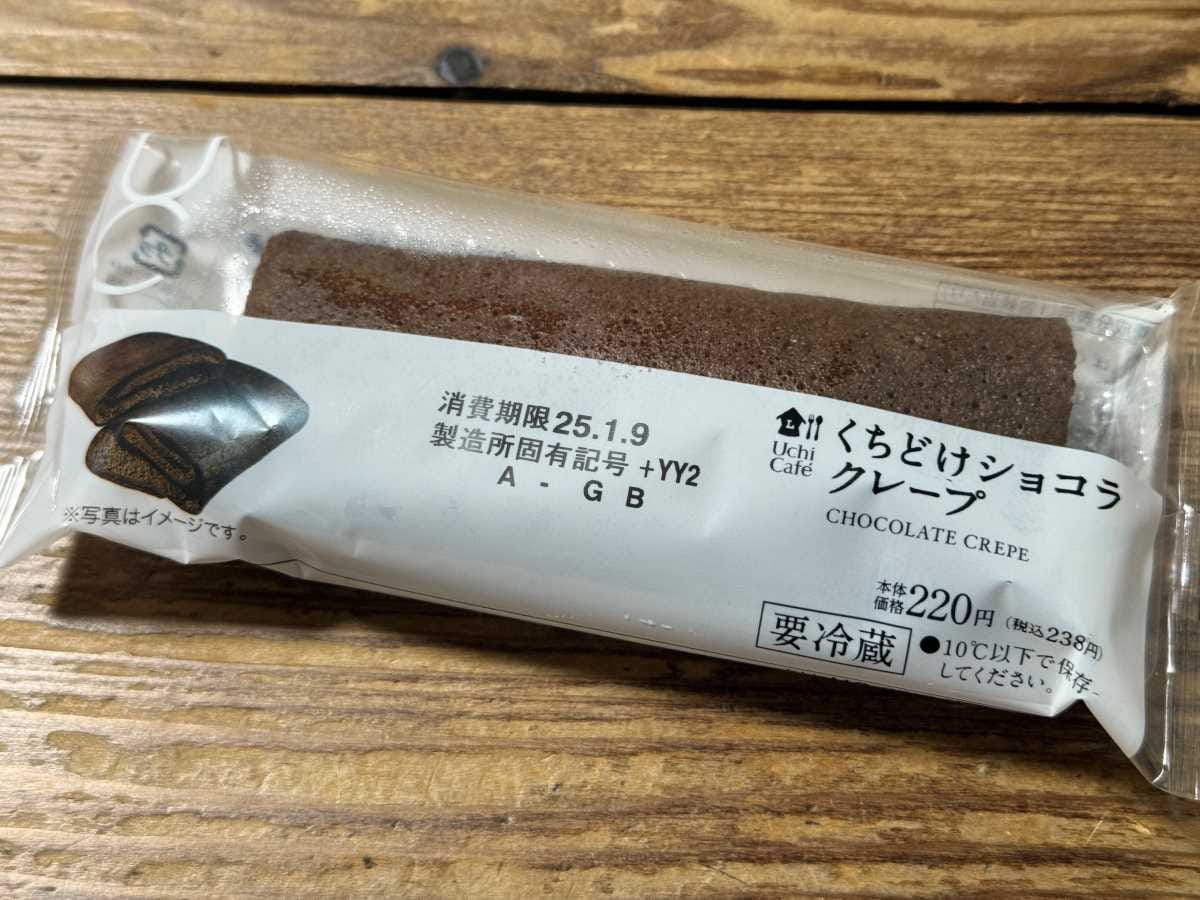 消費期限25.1.9
製造所固有記号 +YY2
A - G B
Uchi
Café
くちどけショコラ
クレープ
CHOCOLATE CREPE
※写真はイメージです。
本体
価格220円(税込238円)
要冷蔵
●10℃以下で保存
してください。